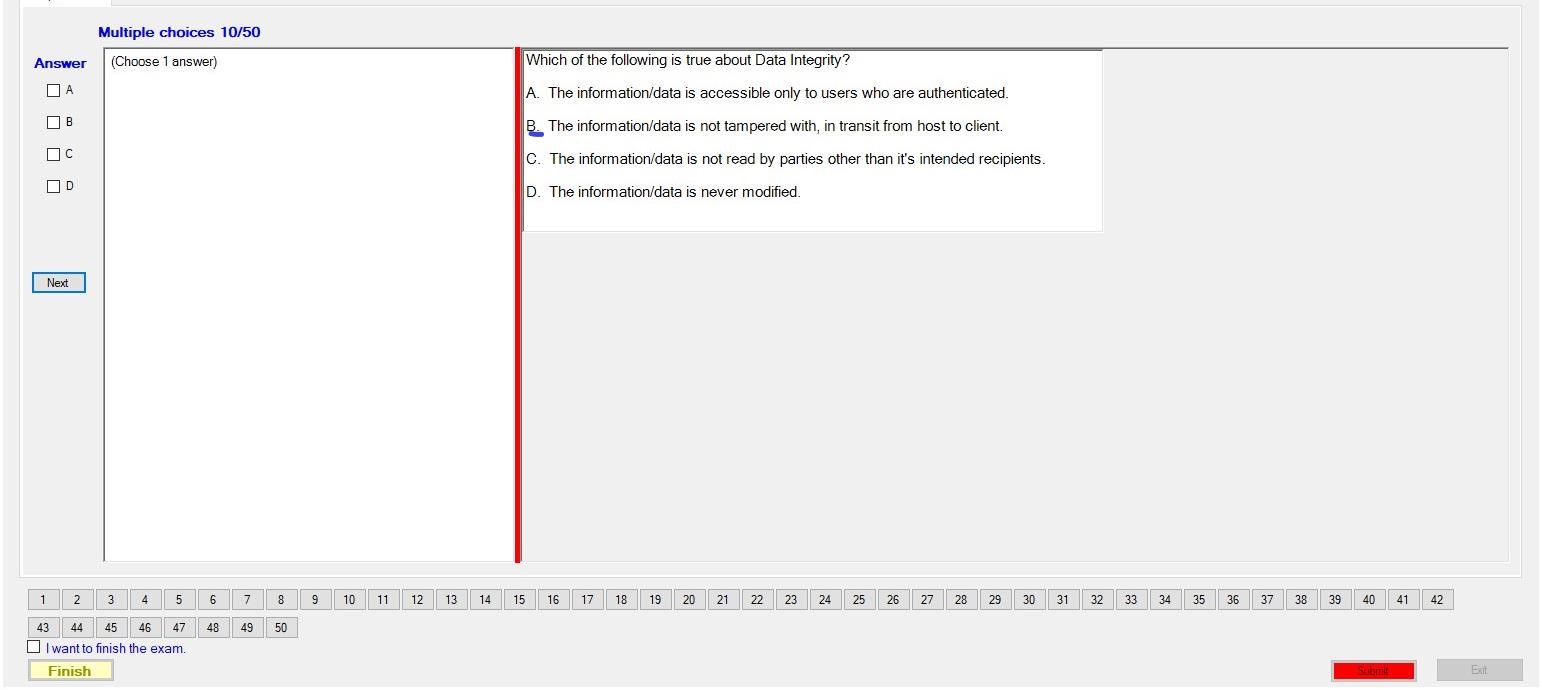 Multiple choices 10/50
Answer
(Choose 1 answer)
A
B
C
D
Next
Which of the following is true about Data Integrity?
A. The information/data is accessible only to users who are authenticated.
B. The information/data is not tampered with, in transit from host to client.
C. The information/data is not read by parties other than it's intended recipients.
D. The information/data is never modified.
1 2 3 4 5 6 7 8 9 10 11 12 13 14 15 16 17 18 19 20 21 22 23 24 25 26 27 28 29 30 31 32 33 34 35 36 37 38 39 40 41 42
43 44 45 46 47 48 49 50
I want to finish the exam.
Finish
Submit
Exit